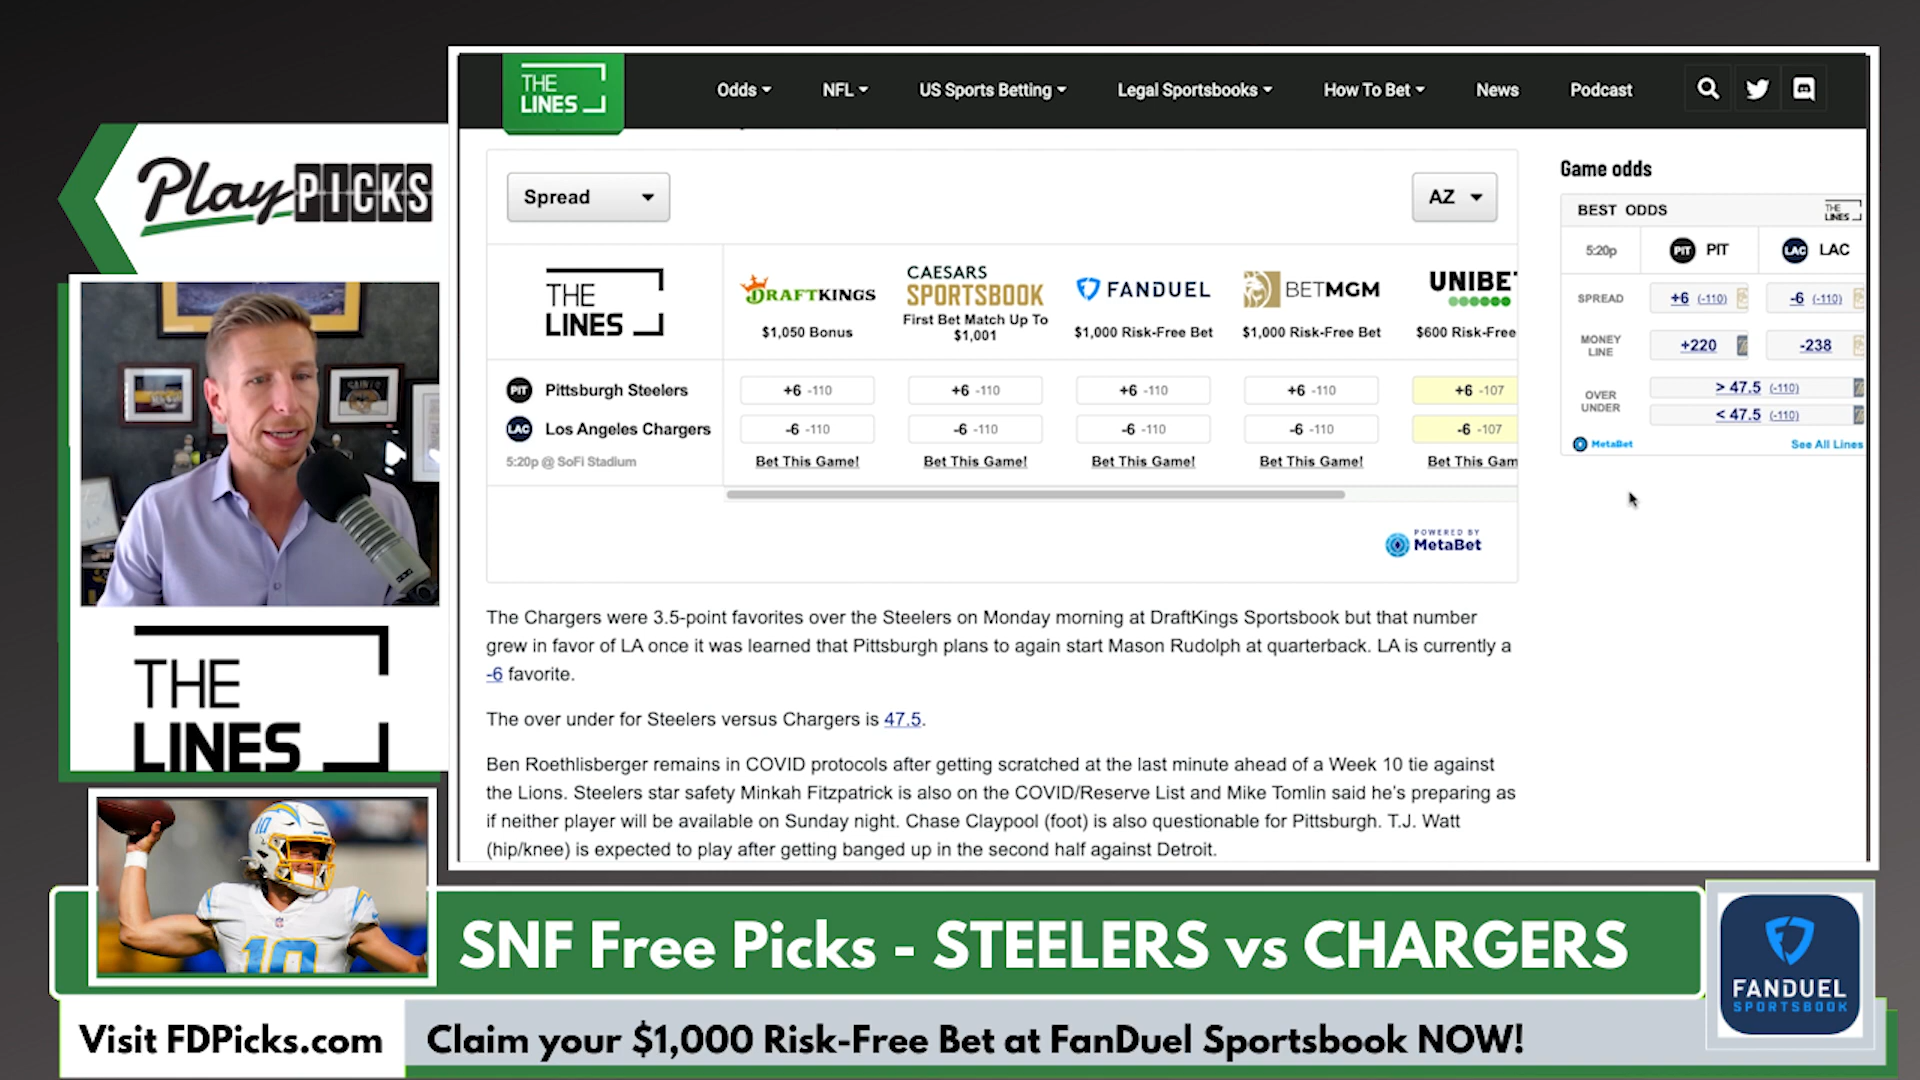 THE
LINES
Odds
NFL
US Sports Betting
Legal Sportsbooks
How To Bet
News
Podcast
Play PICKS
Spread
AZ
THE
LINES
DRAFTKINGS
$1,050 Bonus
CAESARS
SPORTSBOOK
First Bet Match Up To
$1,001
FANDUEL
$1,000 Risk-Free Bet
BETMGM
$1,000 Risk-Free Bet
UNIBET
$600 Risk-Free
PIT Pittsburgh Steelers +6 -110 +6 -110 +6 -110 +6 -110 +6 -107
LAC Los Angeles Chargers -6 -110 -6 -110 -6 -110 -6 -110 -6 -107
5:20p @ SoFi Stadium Bet This Game! Bet This Game! Bet This Game! Bet This Game! Bet This Gam
POWERED BY
MetaBet
Game odds
BEST ODDS
THE
LINES
5:20p PIT PIT LAC LAC
SPREAD +6 (-110) -6 (-110)
MONEY
LINE
+220 -238
OVER
UNDER
> 47.5 (-110)
< 47.5 (-110)
MetaBet See All Lines
The Chargers were 3.5-point favorites over the Steelers on Monday morning at DraftKings Sportsbook but that number
grew in favor of LA once it was learned that Pittsburgh plans to again start Mason Rudolph at quarterback. LA is currently a
-6 favorite.
The over under for Steelers versus Chargers is 47.5.
Ben Roethlisberger remains in COVID protocols after getting scratched at the last minute ahead of a Week 10 tie against
the Lions. Steelers star safety Minkah Fitzpatrick is also on the COVID/Reserve List and Mike Tomlin said he's preparing as
if neither player will be available on Sunday night. Chase Claypool (foot) is also questionable for Pittsburgh. T.J. Watt
(hip/knee) is expected to play after getting banged up in the second half against Detroit.
SAINTS
THE
LINES
10
10
SNF Free Picks - STEELERS vs CHARGERS
FANDUEL
SPORTSBOOK
Visit FDPicks.com
Claim your $1,000 Risk-Free Bet at FanDuel Sportsbook NOW!